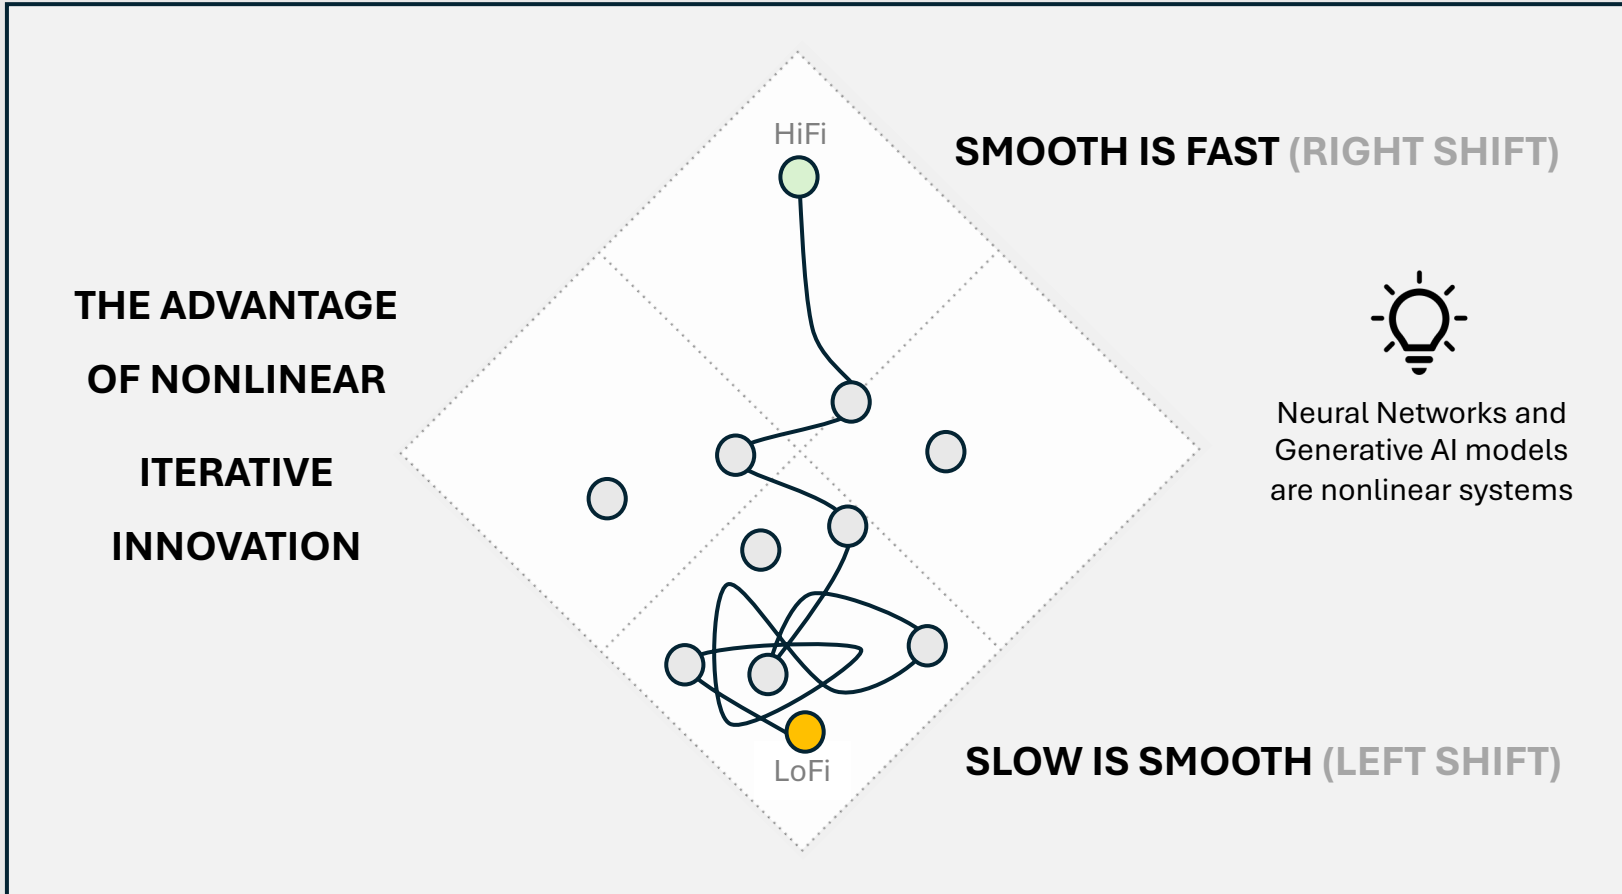 HiFi
SMOOTH IS FAST (RIGHT SHIFT)
THE ADVANTAGE
OF NONLINEAR
ITERATIVE
INNOVATION
Neural Networks and
Generative AI models
are nonlinear systems
SLOW IS SMOOTH (LEFT SHIFT)
LoFi